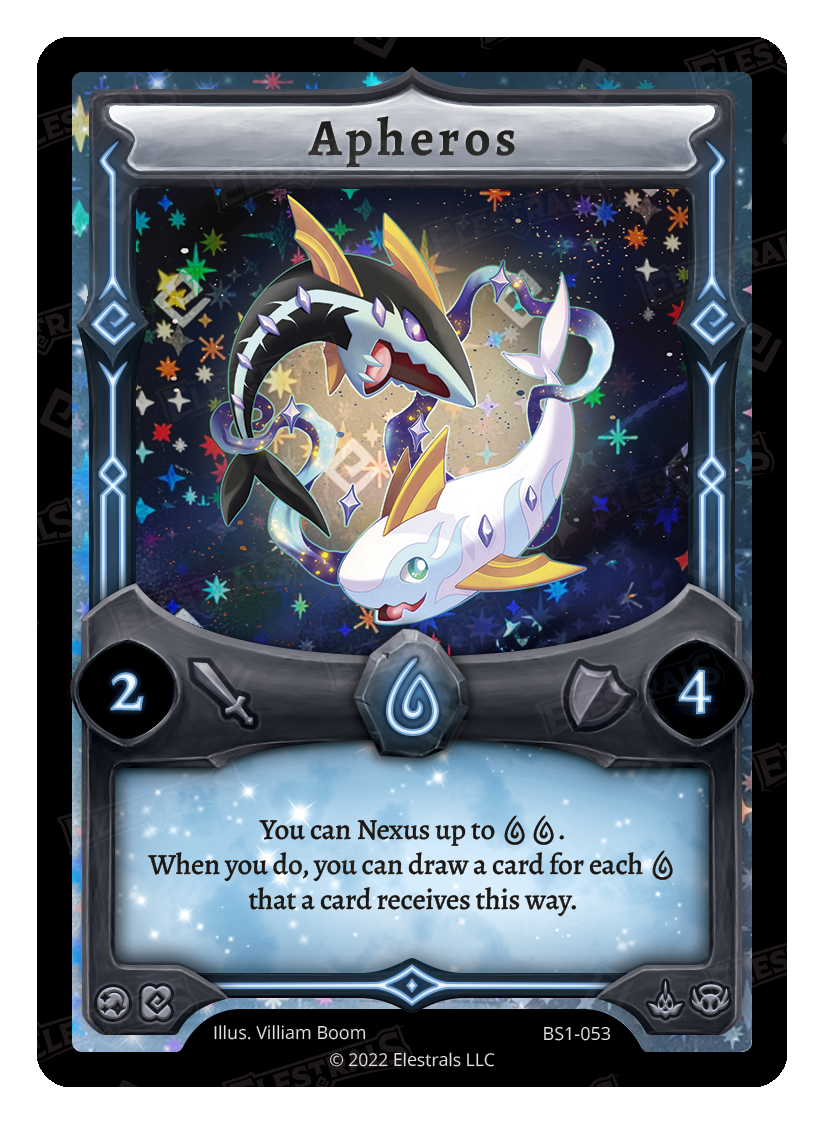 Apheros
2
4
You can Nexus up to .
When you do, you can draw a card for each
that a card receives this way.
Illus. Villiam Boom
BS1-053
© 2022 Elestrals LLC
ELESTRALS